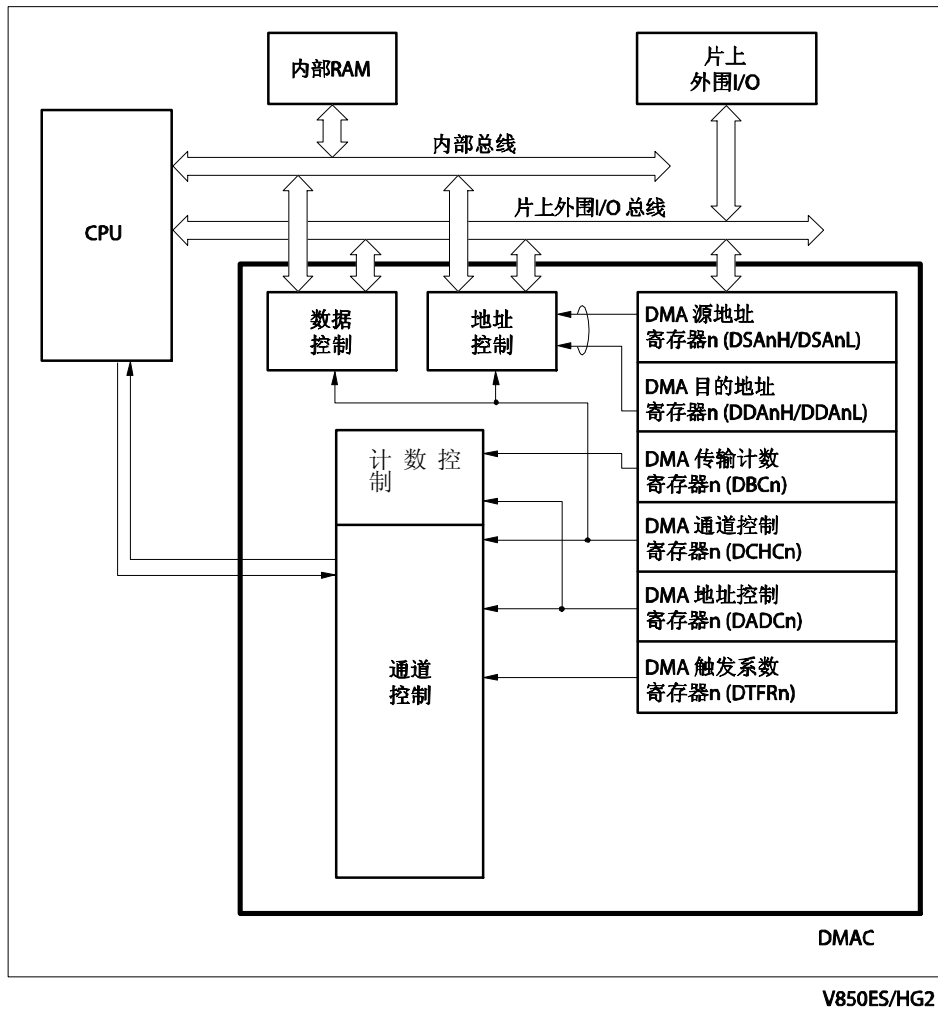 内部RAM
片上
外围I/O
内部总线
片上外围I/O 总线
CPU
数据
控制
地址
控制
DMA 源地址
寄存器n (DSAnH/DSAnL)
DMA 目的地址
寄存器n (DDAnH/DDAnL)
计 数 控
制
DMA 传输计数
寄存器n (DBCn)
DMA 通道控制
寄存器n (DCHCn)
DMA 地址控制
寄存器n (DADCn)
通道
控制
DMA 触发系数
寄存器n (DTFRn)
DMAC
V850ES/HG2